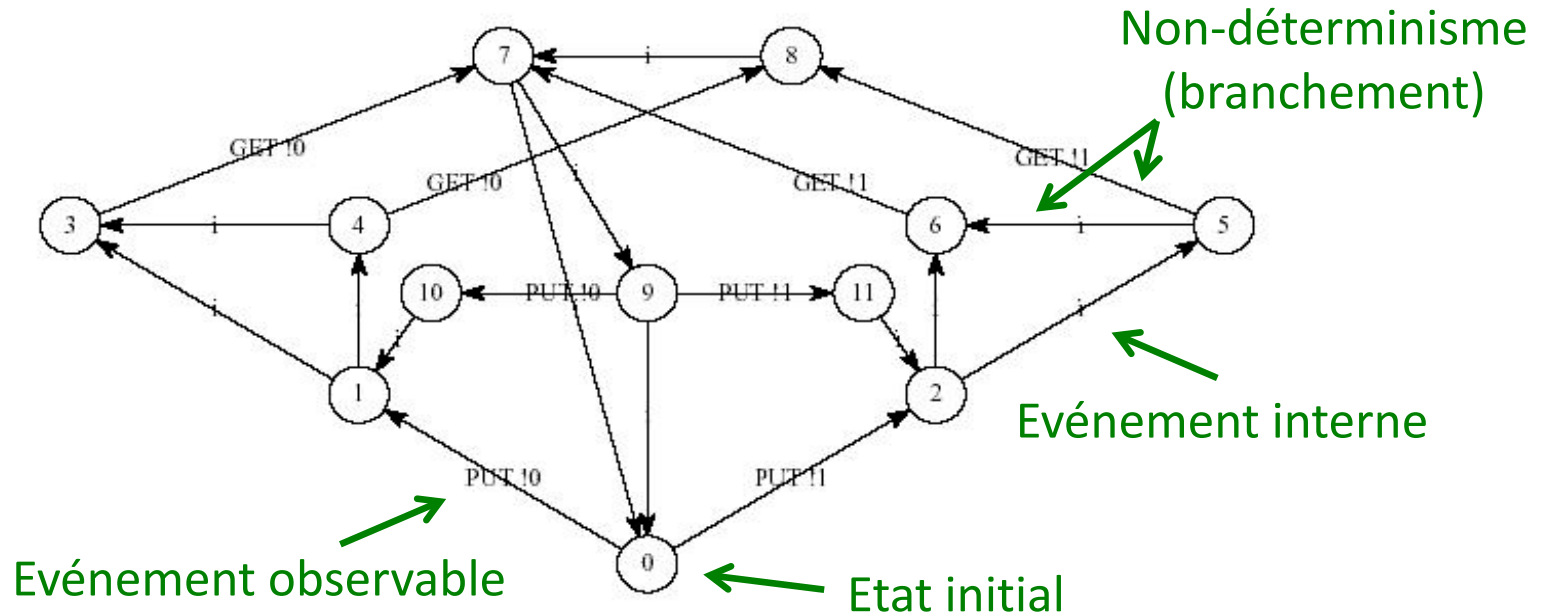 Non-déterminisme
(branchement)
7
i
8
GET !0
GET !0
i
GET !1
GET !1
3
i
4
6
i
5
10
PUT !0
9
PUT !1
11
i
i
i
i
i
i
1
2
Evénement interne
PUT !0
PUT !1
Evénement observable
0
Etat initial